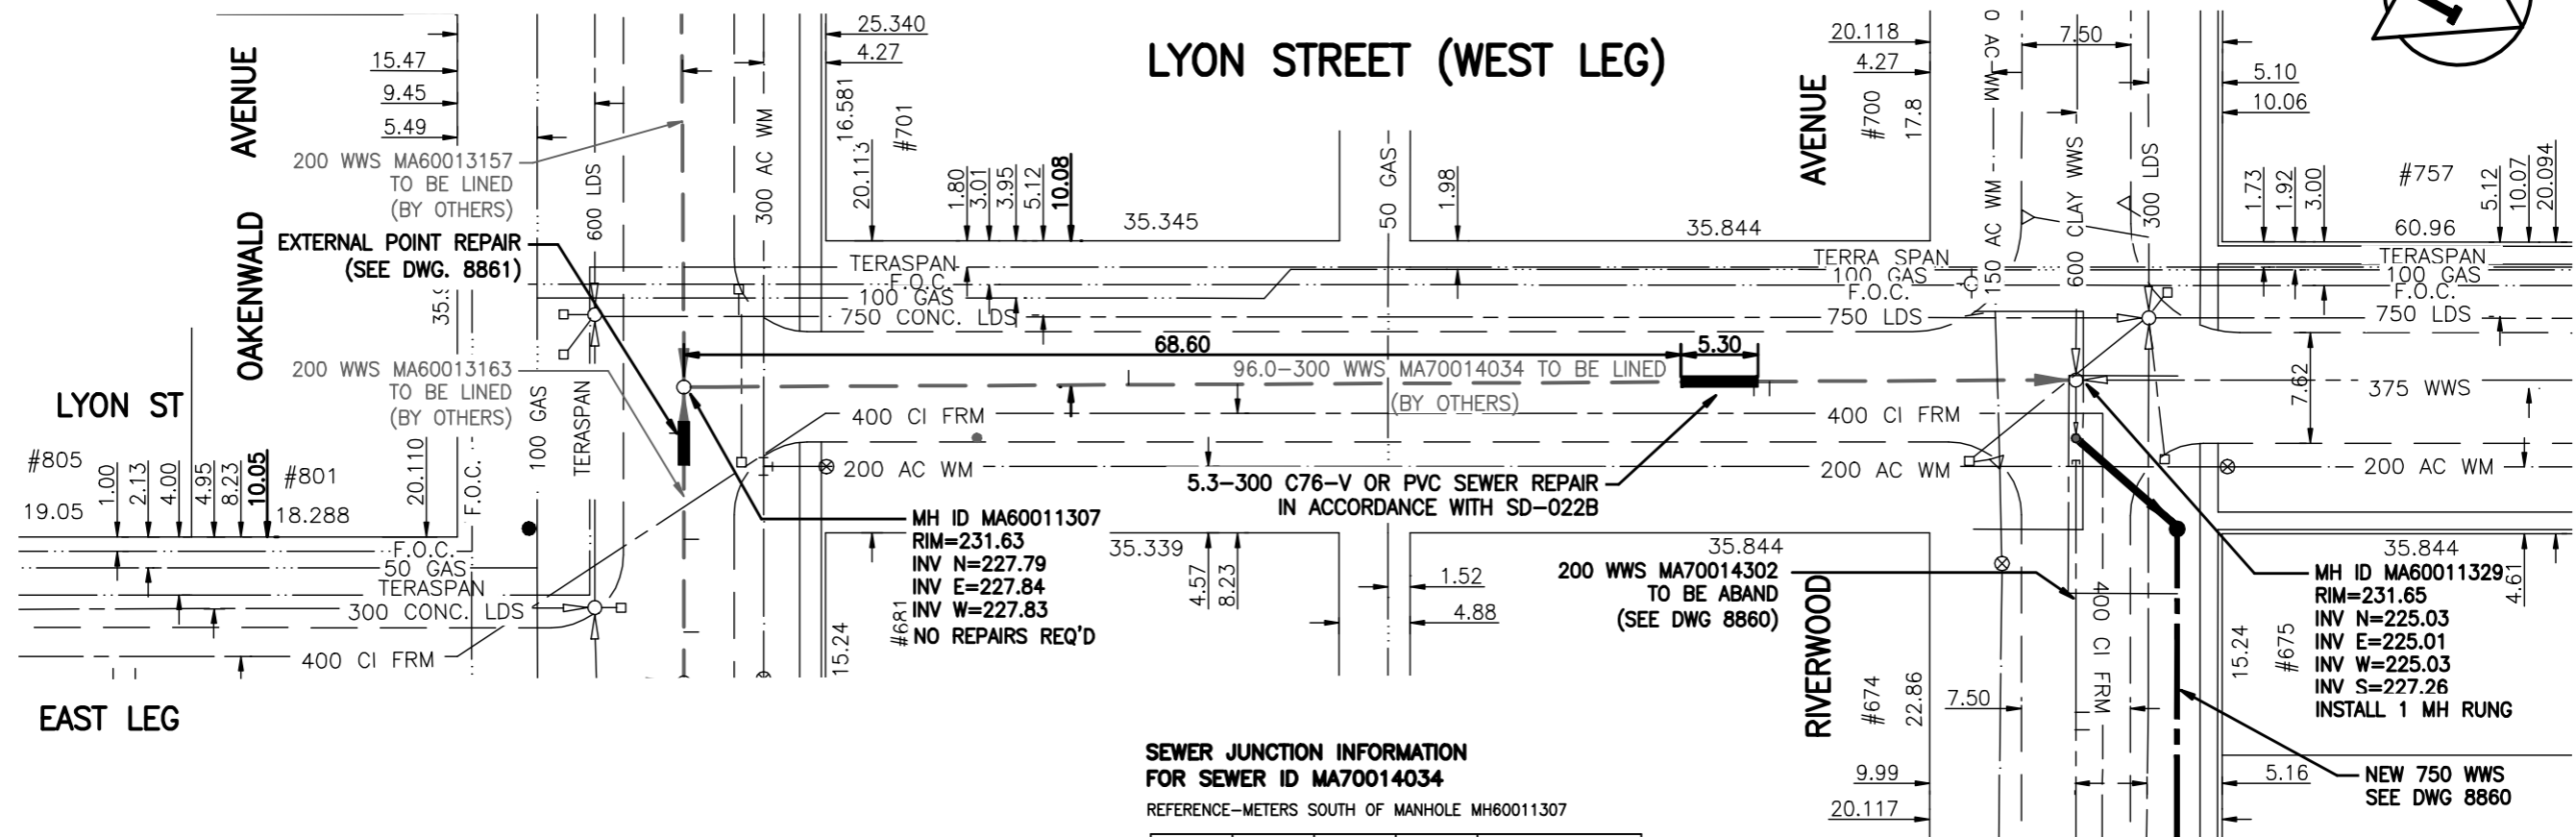 LYON STREET (WEST LEG)
OAKENWALD AVENUE
15.47
9.45
5.49
25.340
4.27
16.581
#701
20.113
300 AC WM
600 LDS
200 WWS MA60013157
TO BE LINED
(BY OTHERS)
EXTERNAL POINT REPAIR
(SEE DWG. 8861)
1.80
3.01
3.95
5.12
10.08
35.345
50 GAS
1.98
35.844
AVENUE
20.118
4.27
#700
17.8
150 AC WM
AC WM
600 CLAY WWS
300 LDS
7.50
5.10
10.06
1.73
1.92
3.00
#757
5.12
10.07
20.094
60.96
TERASPAN
F.O.C.
100 GAS
750 CONC. LDS
TERRA SPAN
100 GAS
F.O.C.
750 LDS
TERASPAN
100 GAS
F.O.C.
750 LDS
68.60
5.30
96.0-300 WWS MA70014034 TO BE LINED
(BY OTHERS)
200 WWS MA60013163
TO BE LINED
(BY OTHERS)
LYON ST
400 CI FRM
400 CI FRM
7.62
375 WWS
200 AC WM
200 AC WM
200 AC WM
5.3-300 C76-V OR PVC SEWER REPAIR
IN ACCORDANCE WITH SD-022B
#805
1.00
2.13
4.00
4.95
8.23
10.05
#801
20.110
19.05
18.288
F.O.C.
100 GAS
TERASPAN
F.O.C.
50 GAS
TERASPAN
300 CONC. LDS
400 CI FRM
EAST LEG
MH ID MA60011307
RIM=231.63
INV N=227.79
INV E=227.84
INV W=227.83
NO REPAIRS REQ'D
15.24
#681
35.339
4.57
8.23
1.52
4.88
35.844
200 WWS MA70014302
TO BE ABAND
(SEE DWG 8860)
RIVERWOOD
#674
22.86
7.50
400 CI FRM
9.99
20.117
35.844
4.61
15.24
#675
MH ID MA60011329
RIM=231.65
INV N=225.03
INV E=225.01
INV W=225.03
INV S=227.26
INSTALL 1 MH RUNG
5.16
NEW 750 WWS
SEE DWG 8860
SEWER JUNCTION INFORMATION
FOR SEWER ID MA70014034
REFERENCE-METERS SOUTH OF MANHOLE MH60011307